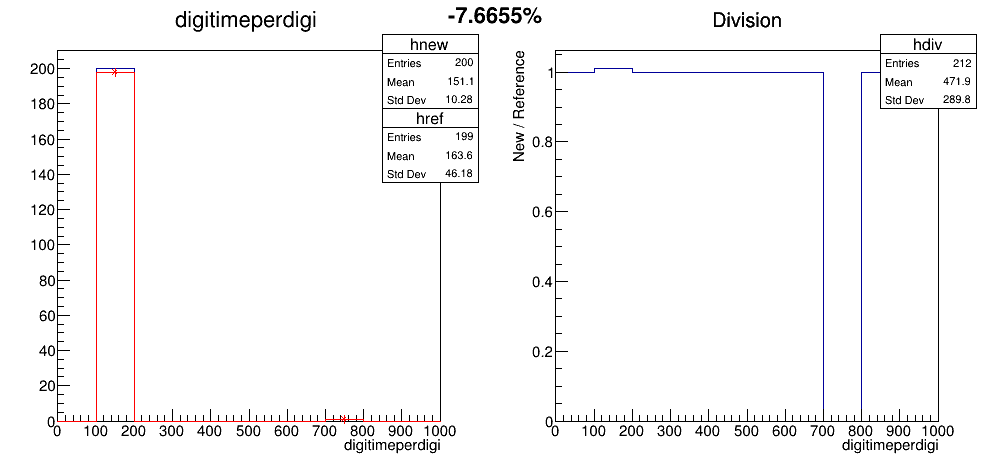 -7.6655%
digitimeperdigi
hnew
Entries 200
Mean 151.1
Std Dev 10.28
href
Entries 199
Mean 163.6
Std Dev 46.18
200
180
160
140
120
100
80
60
40
20
0
0 100 200 300 400 500 600 700 800 900 1000
digitimeperdigi
Division
hdiv
Entries 212
Mean 471.9
Std Dev 289.8
New / Reference
1
0.8
0.6
0.4
0.2
0
0 100 200 300 400 500 600 700 800 900 1000
digitimeperdigi